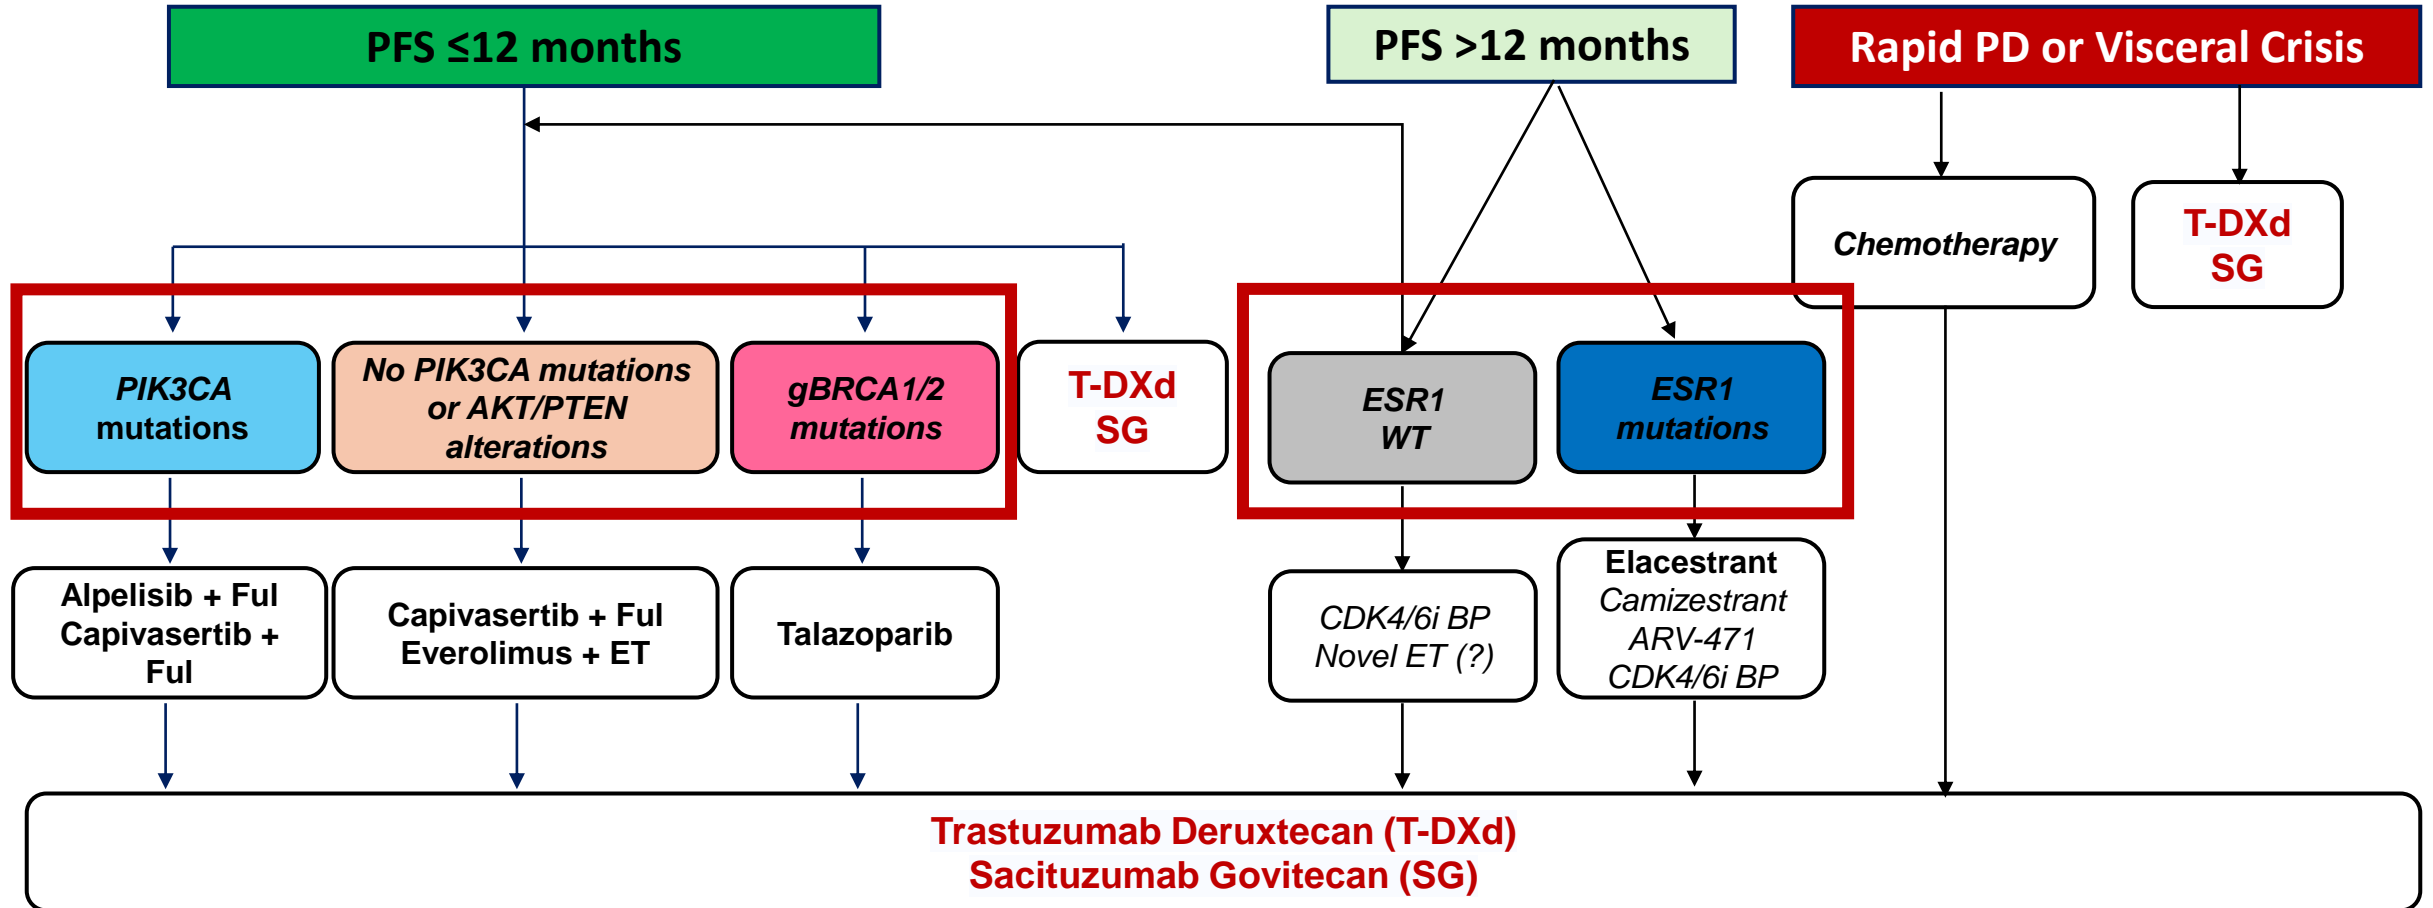 PFS ≤12 months
PFS >12 months
Rapid PD or Visceral Crisis
Chemotherapy
T-DXd
SG
PIK3CA
mutations
No PIK3CA mutations
or AKT/PTEN
alterations
gBRCA1/2
mutations
T-DXd
SG
ESR1
WT
ESR1
mutations
Alpelisib + Ful
Capivasertib +
Ful
Capivasertib + Ful
Everolimus + ET
Talazoparib
CDK4/6i BP
Novel ET (?)
Elacestrant
Camizestrant
ARV-471
CDK4/6i BP
Trastuzumab Deruxtecan (T-DXd)
Sacituzumab Govitecan (SG)